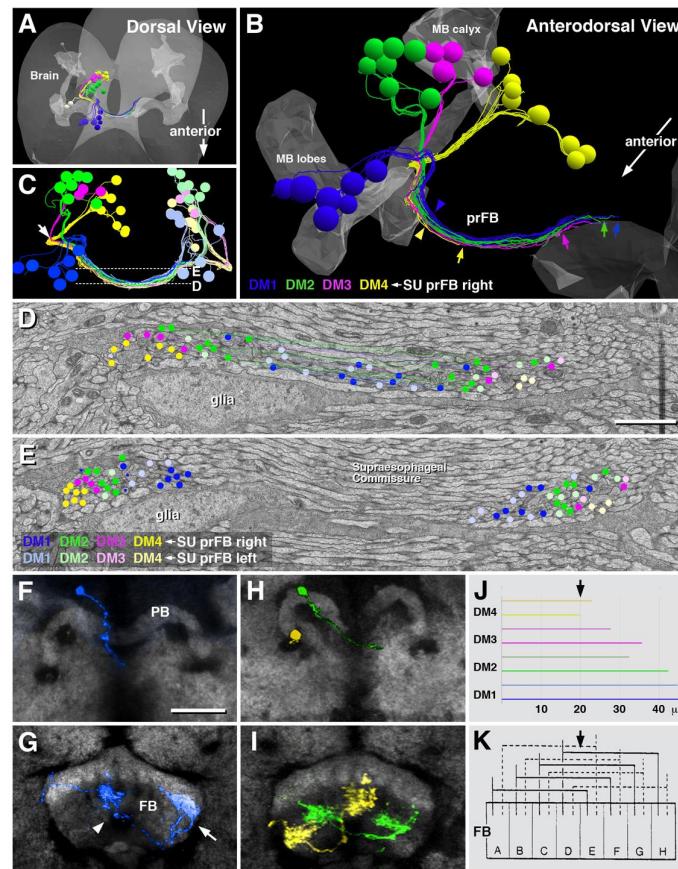 A
Dorsal View
Brain
anterior
B
Anterodorsal View
MB calyx
MB lobes
anterior
prFB
DM1 DM2 DM3 DM4 SU prFB right
C
E
D
D
glia
E
Supraesophageal
Commissure
glia
DM1 DM2 DM3 DM4 SU prFB right
DM1 DM2 DM3 DM4 SU prFB left
F
PB
H
J
DM4
DM3
DM2
DM1
10 20 30 40 μ
G
FB
I
K
FB
A B C D E F G H